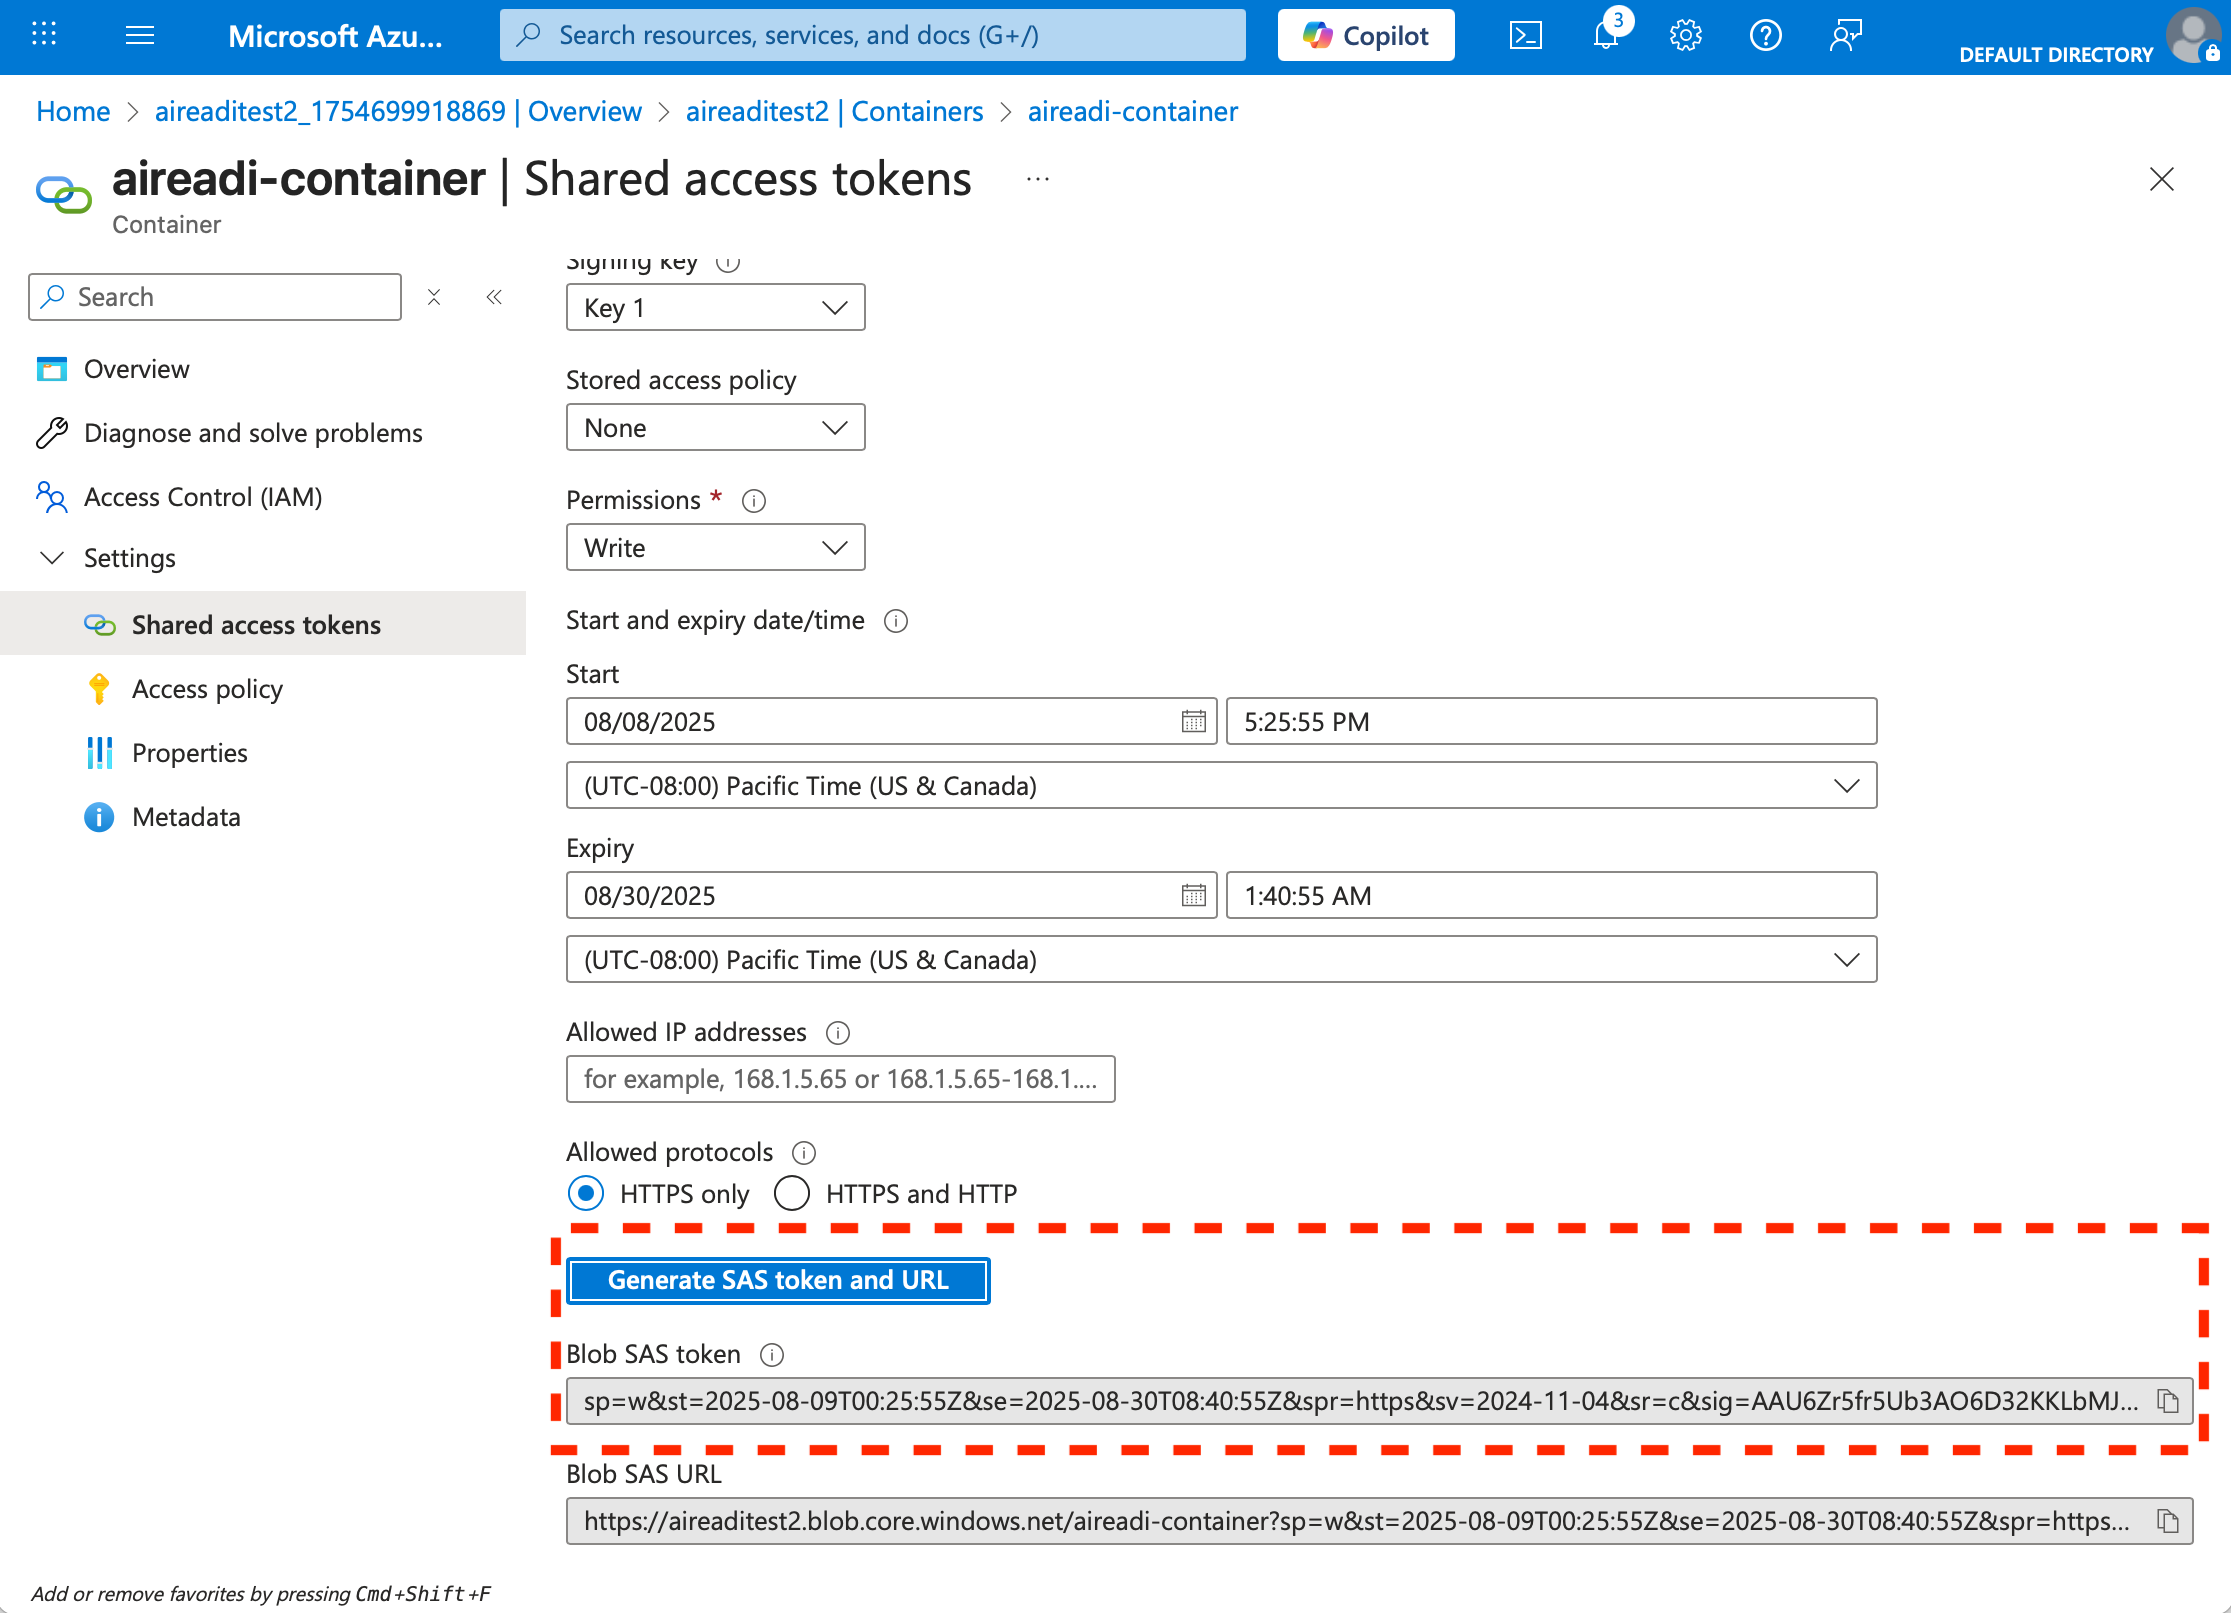 Microsoft Azu...
Search resources, services, and docs (G+/)
Copilot
3
DEFAULT DIRECTORY
Home > aireaditest2_1754699918869 | Overview > aireaditest2 | Containers > aireadi-container
aireadi-container | Shared access tokens ...
Container
Search
Overview
Diagnose and solve problems
Access Control (IAM)
Settings
Shared access tokens
Access policy
Properties
Metadata
Signing key
Key 1
Stored access policy
None
Permissions *
Write
Start and expiry date/time
Start
08/08/2025 5:25:55 PM
(UTC-08:00) Pacific Time (US & Canada)
Expiry
08/30/2025 1:40:55 AM
(UTC-08:00) Pacific Time (US & Canada)
Allowed IP addresses
for example, 168.1.5.65 or 168.1.5.65-168.1....
Allowed protocols
HTTPS only HTTPS and HTTP
Generate SAS token and URL
Blob SAS token
sp=w&st=2025-08-09T00:25:55Z&se=2025-08-30T08:40:55Z&spr=https&sv=2024-11-04&sr=c&sig=AAU6Zr5fr5Ub3AO6D32KKLbMJ...
Blob SAS URL
https://aireaditest2.blob.core.windows.net/aireadi-container?sp=w&st=2025-08-09T00:25:55Z&se=2025-08-30T08:40:55Z&spr=https...
Add or remove favorites by pressing Cmd+Shift+F